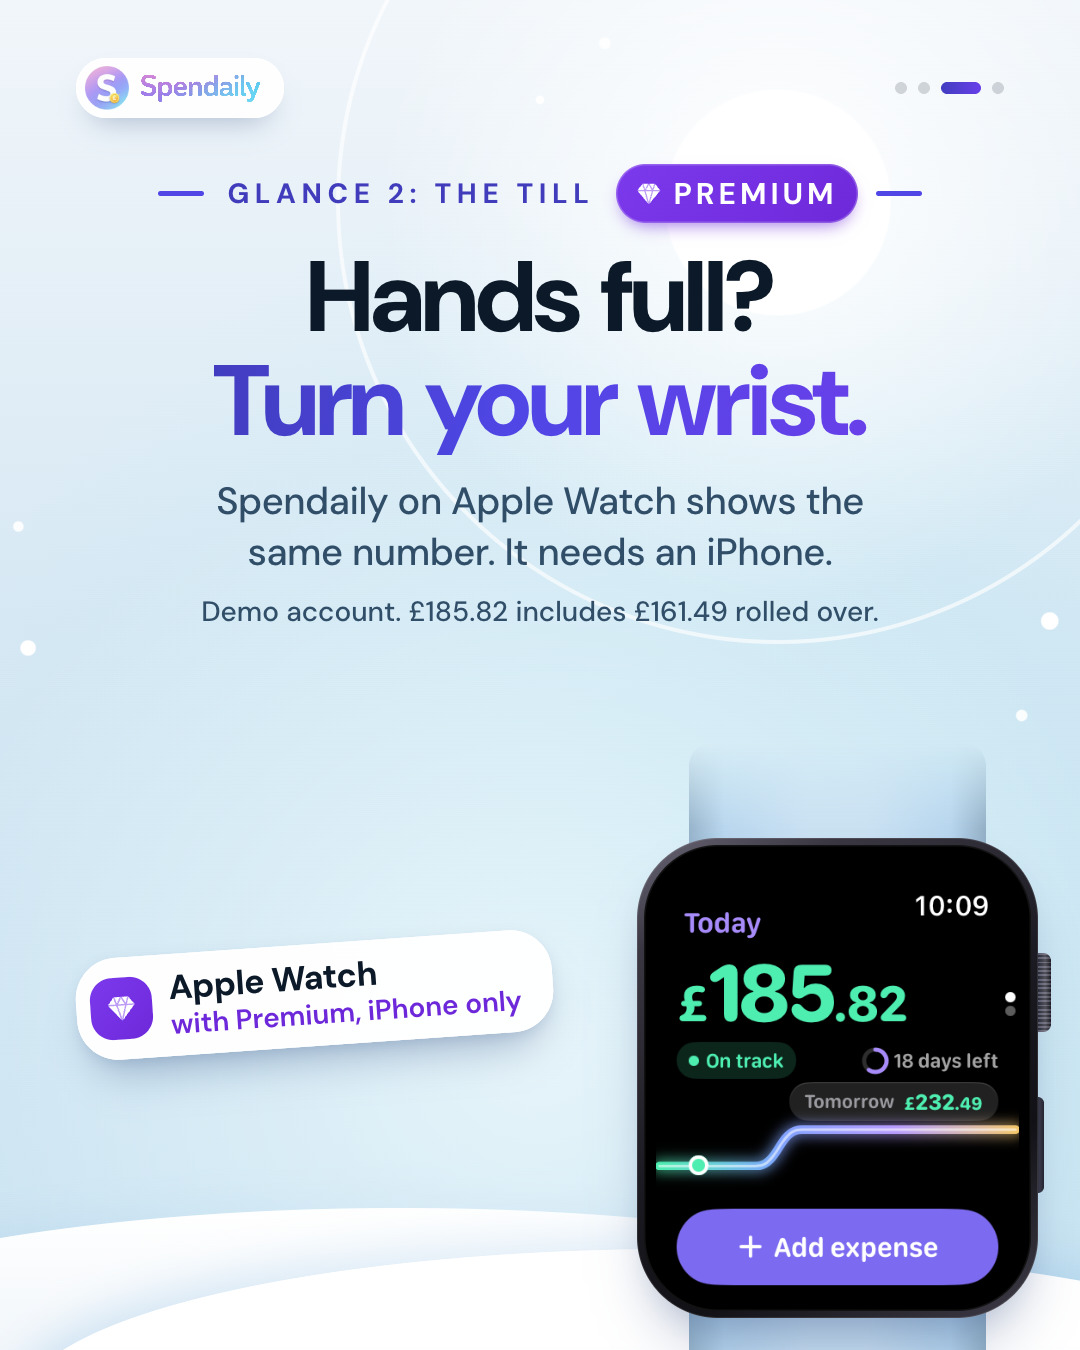 Spendaily
GLANCE 2: THE TILL PREMIUM
Hands full?
Turn your wrist.
Spendaily on Apple Watch shows the
same number. It needs an iPhone.
Demo account. £185.82 includes £161.49 rolled over.
Apple Watch
with Premium, iPhone only
10:09
Today
£185.82
On track
18 days left
Tomorrow £232.49
+ Add expense